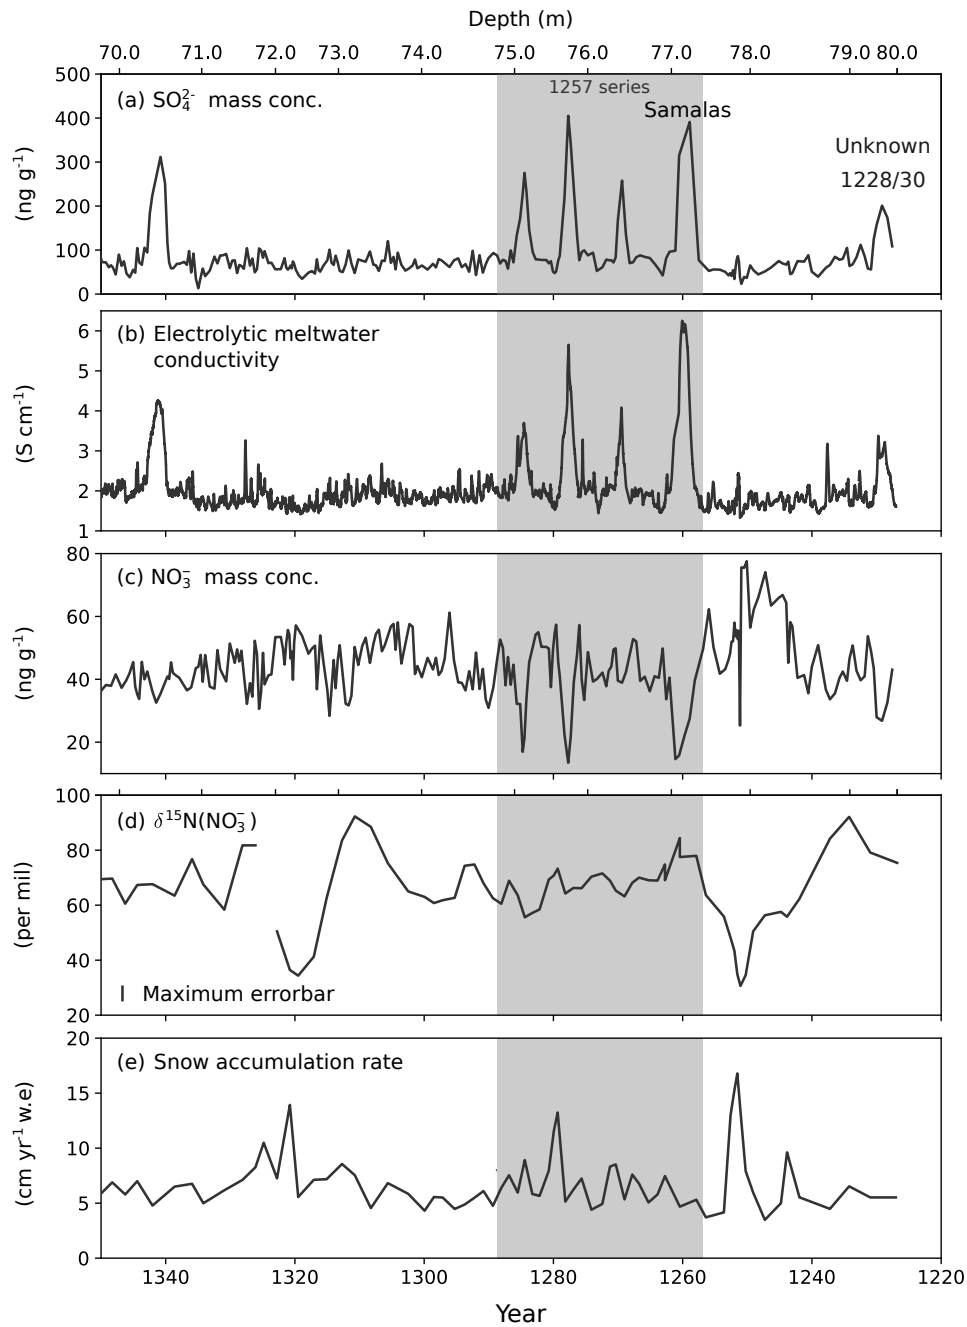 Depth (m)
70.0 71.0 72.0 73.0 74.0 75.0 76.0 77.0 78.0 79.0 80.0
500
400
300
200
100
0
(ng g⁻¹)
(a) SO₄²⁻ mass conc.
1257 series
Samalas
Unknown
1228/30
6
5
4
3
2
1
(S cm⁻¹)
(b) Electrolytic meltwater
conductivity
80
60
40
20
(ng g⁻¹)
(c) NO₃⁻ mass conc.
100
80
60
40
20
(per mil)
(d) δ¹⁵N(NO₃⁻)
Maximum errorbar
20
15
10
5
0
(cm yr⁻¹ w.e)
(e) Snow accumulation rate
1340 1320 1300 1280 1260 1240 1220
Year